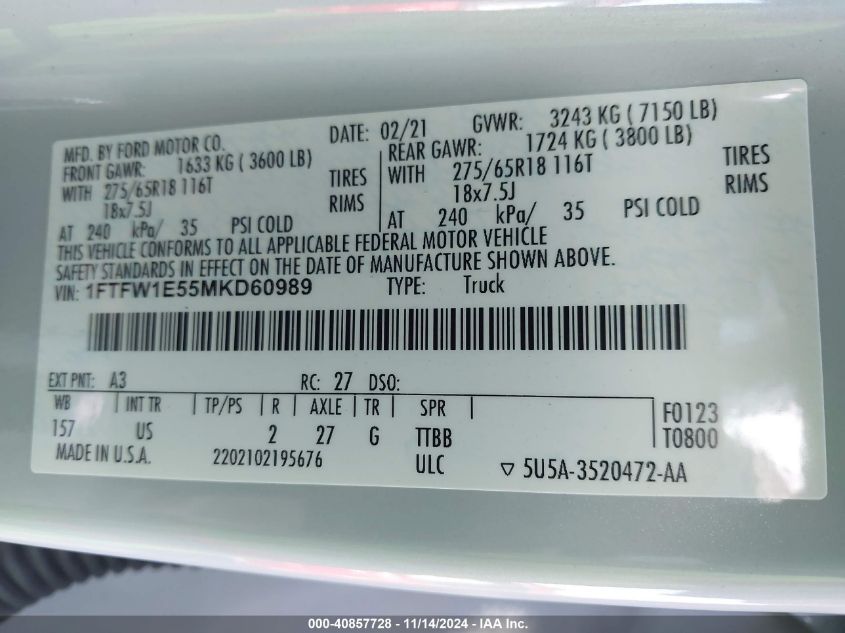 MFD. BY FORD MOTOR CO. DATE: 02/21 GVWR: 3243 KG ( 7150 LB)
FRONT GAWR: 1633 KG ( 3600 LB) REAR GAWR: 1724 KG ( 3800 LB)
WITH 275/65R18 116T TIRES WITH 275/65R18 116T TIRES
18x7.5J RIMS 18x7.5J RIMS
AT 240 kPa/ 35 PSI COLD AT 240 kPa/ 35 PSI COLD
THIS VEHICLE CONFORMS TO ALL APPLICABLE FEDERAL MOTOR VEHICLE
SAFETY STANDARDS IN EFFECT ON THE DATE OF MANUFACTURE SHOWN ABOVE.
VIN: 1FTFW1E55MKD60989 TYPE: Truck
EXT PNT: A3 RC: 27 DSO:
WB | INT TR | TP/PS | R | AXLE | TR | SPR | F0123
157 US 2 27 G TTBB T0800
MADE IN U.S.A. 2202102195676 ULC ▽ 5U5A-3520472-AA
000-40857728 - 11/14/2024 - IAA Inc.